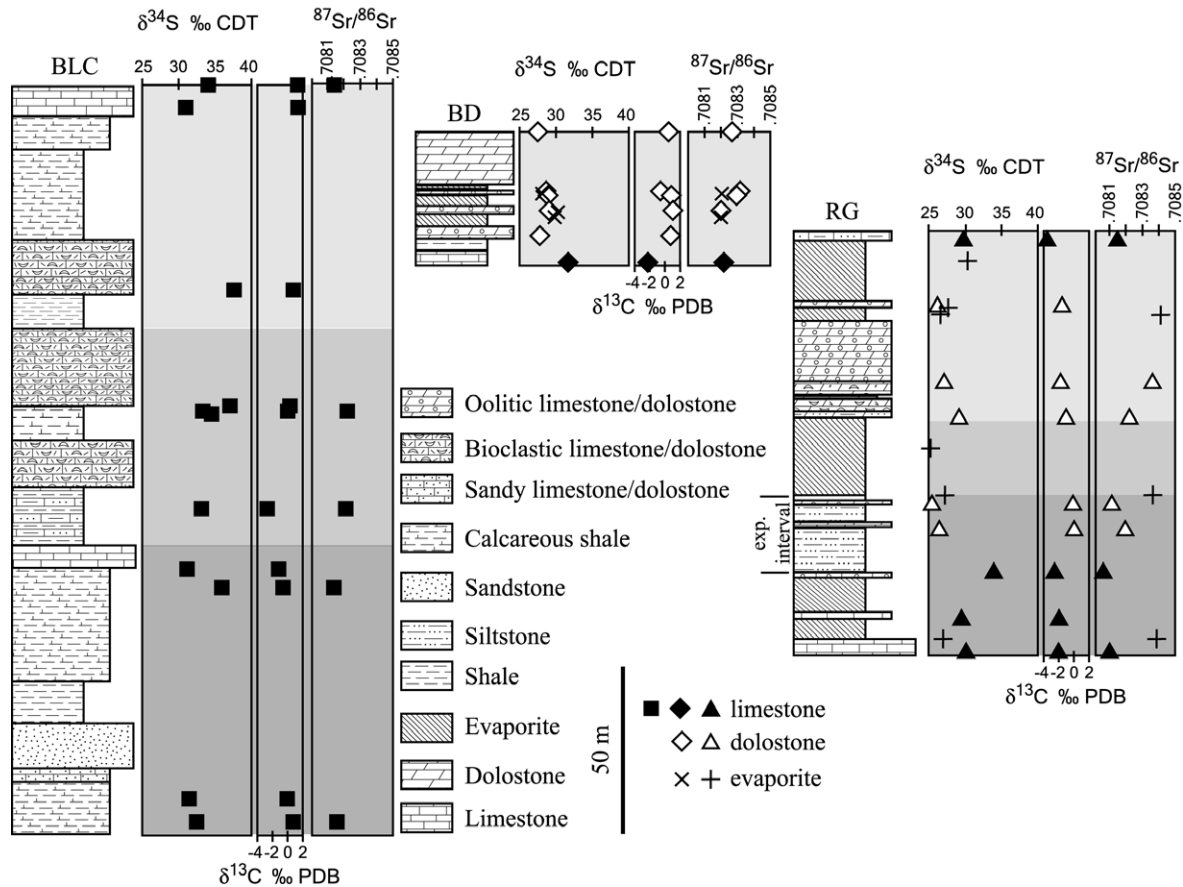 δ³⁴S ‰ CDT
⁸⁷Sr/⁸⁶Sr
BLC
25 30 35 40
.7081 .7083 .7085
-4 -2 0 2
δ¹³C ‰ PDB
δ³⁴S ‰ CDT
⁸⁷Sr/⁸⁶Sr
BD
25 30 40
.7081 .7083 .7085
-4 -2 0 2
δ¹³C ‰ PDB
δ³⁴S ‰ CDT
⁸⁷Sr/⁸⁶Sr
RG
25 30 40
.7081 .7083 .7085
exp.
interval
-4 -2 0 2
δ¹³C ‰ PDB
Oolitic limestone/dolostone
Bioclastic limestone/dolostone
Sandy limestone/dolostone
Calcareous shale
Sandstone
Siltstone
Shale
Evaporite
Dolostone
Limestone
50 m
limestone
dolostone
evaporite